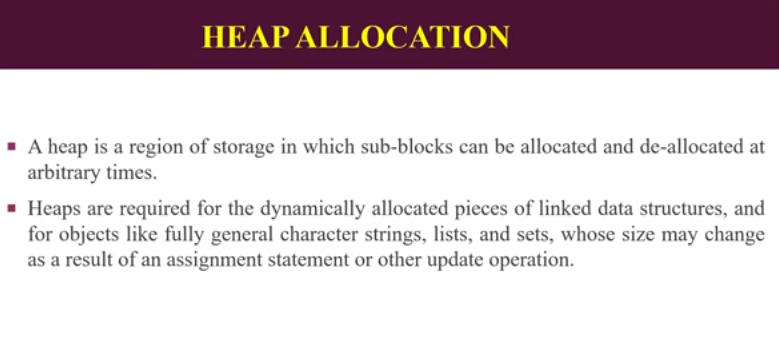 HEAP ALLOCATION
▪ A heap is a region of storage in which sub-blocks can be allocated and de-allocated at
arbitrary times.
▪ Heaps are required for the dynamically allocated pieces of linked data structures, and
for objects like fully general character strings, lists, and sets, whose size may change
as a result of an assignment statement or other update operation.